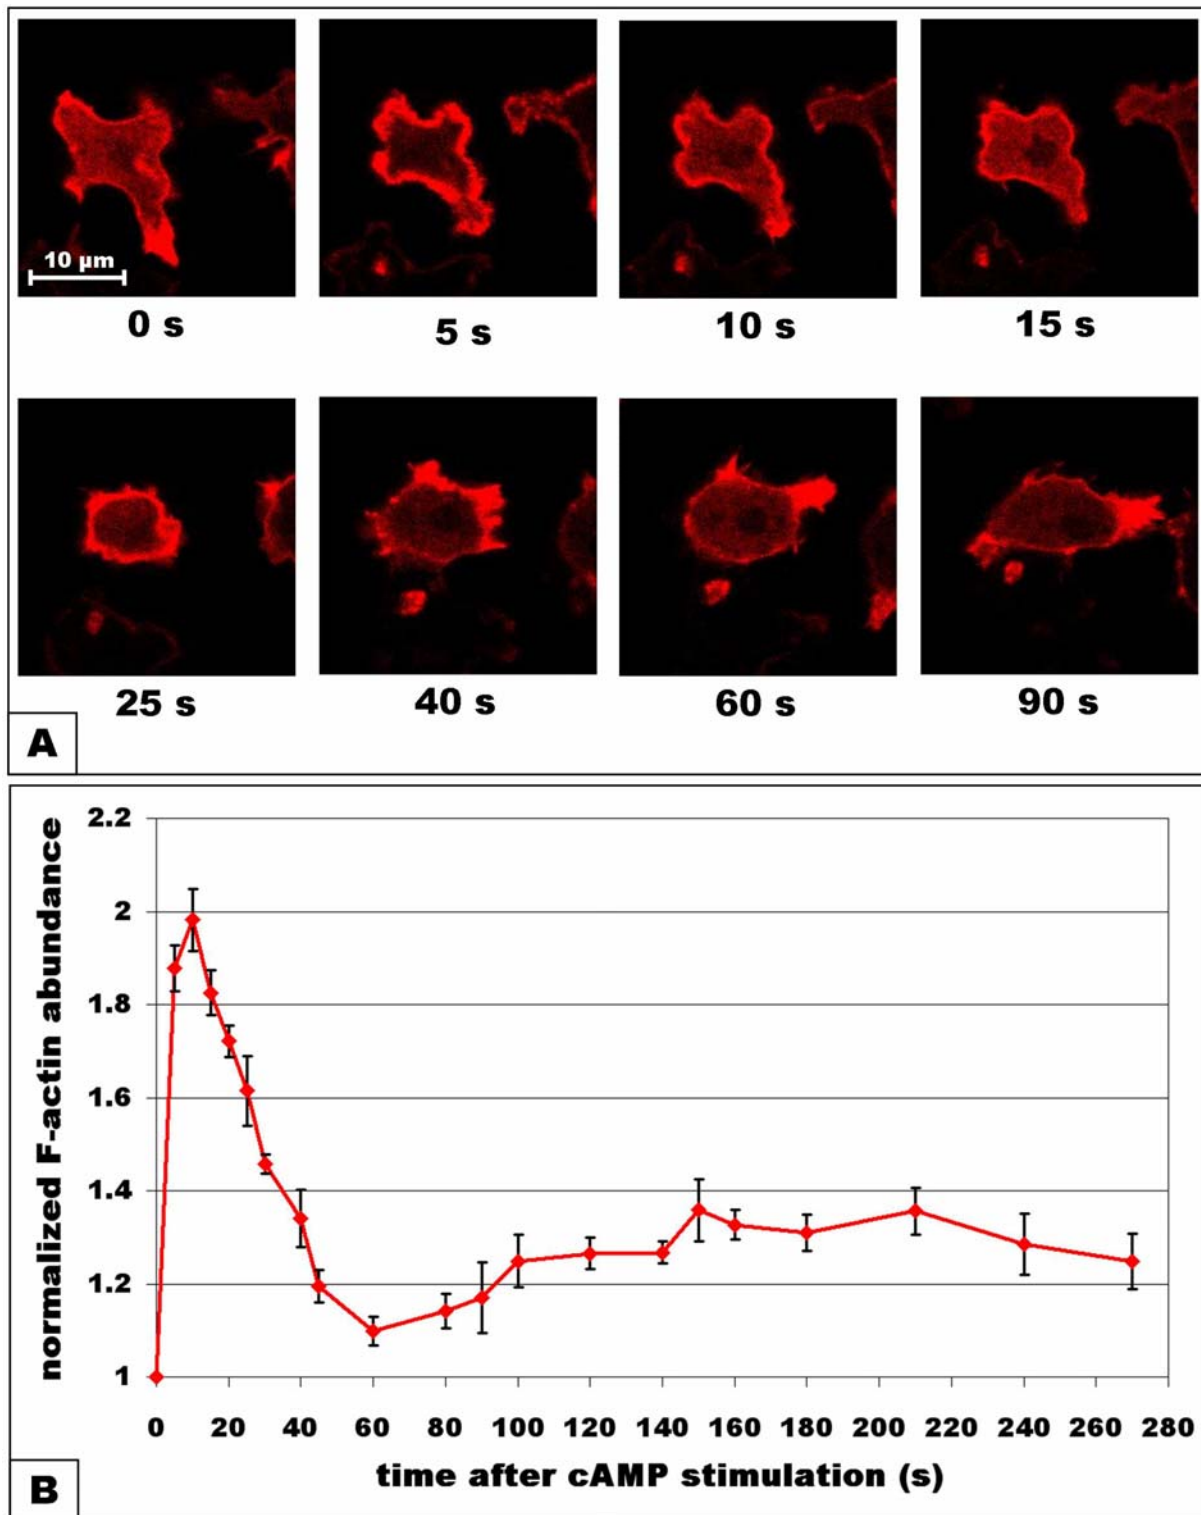 10 µm
0 s
5 s
10 s
15 s
25 s
40 s
60 s
90 s
A
2.2
2
1.8
1.6
1.4
1.2
1
normalized F-actin abundance
0 20 40 60 80 100 120 140 160 180 200 220 240 260 280
time after cAMP stimulation (s)
B